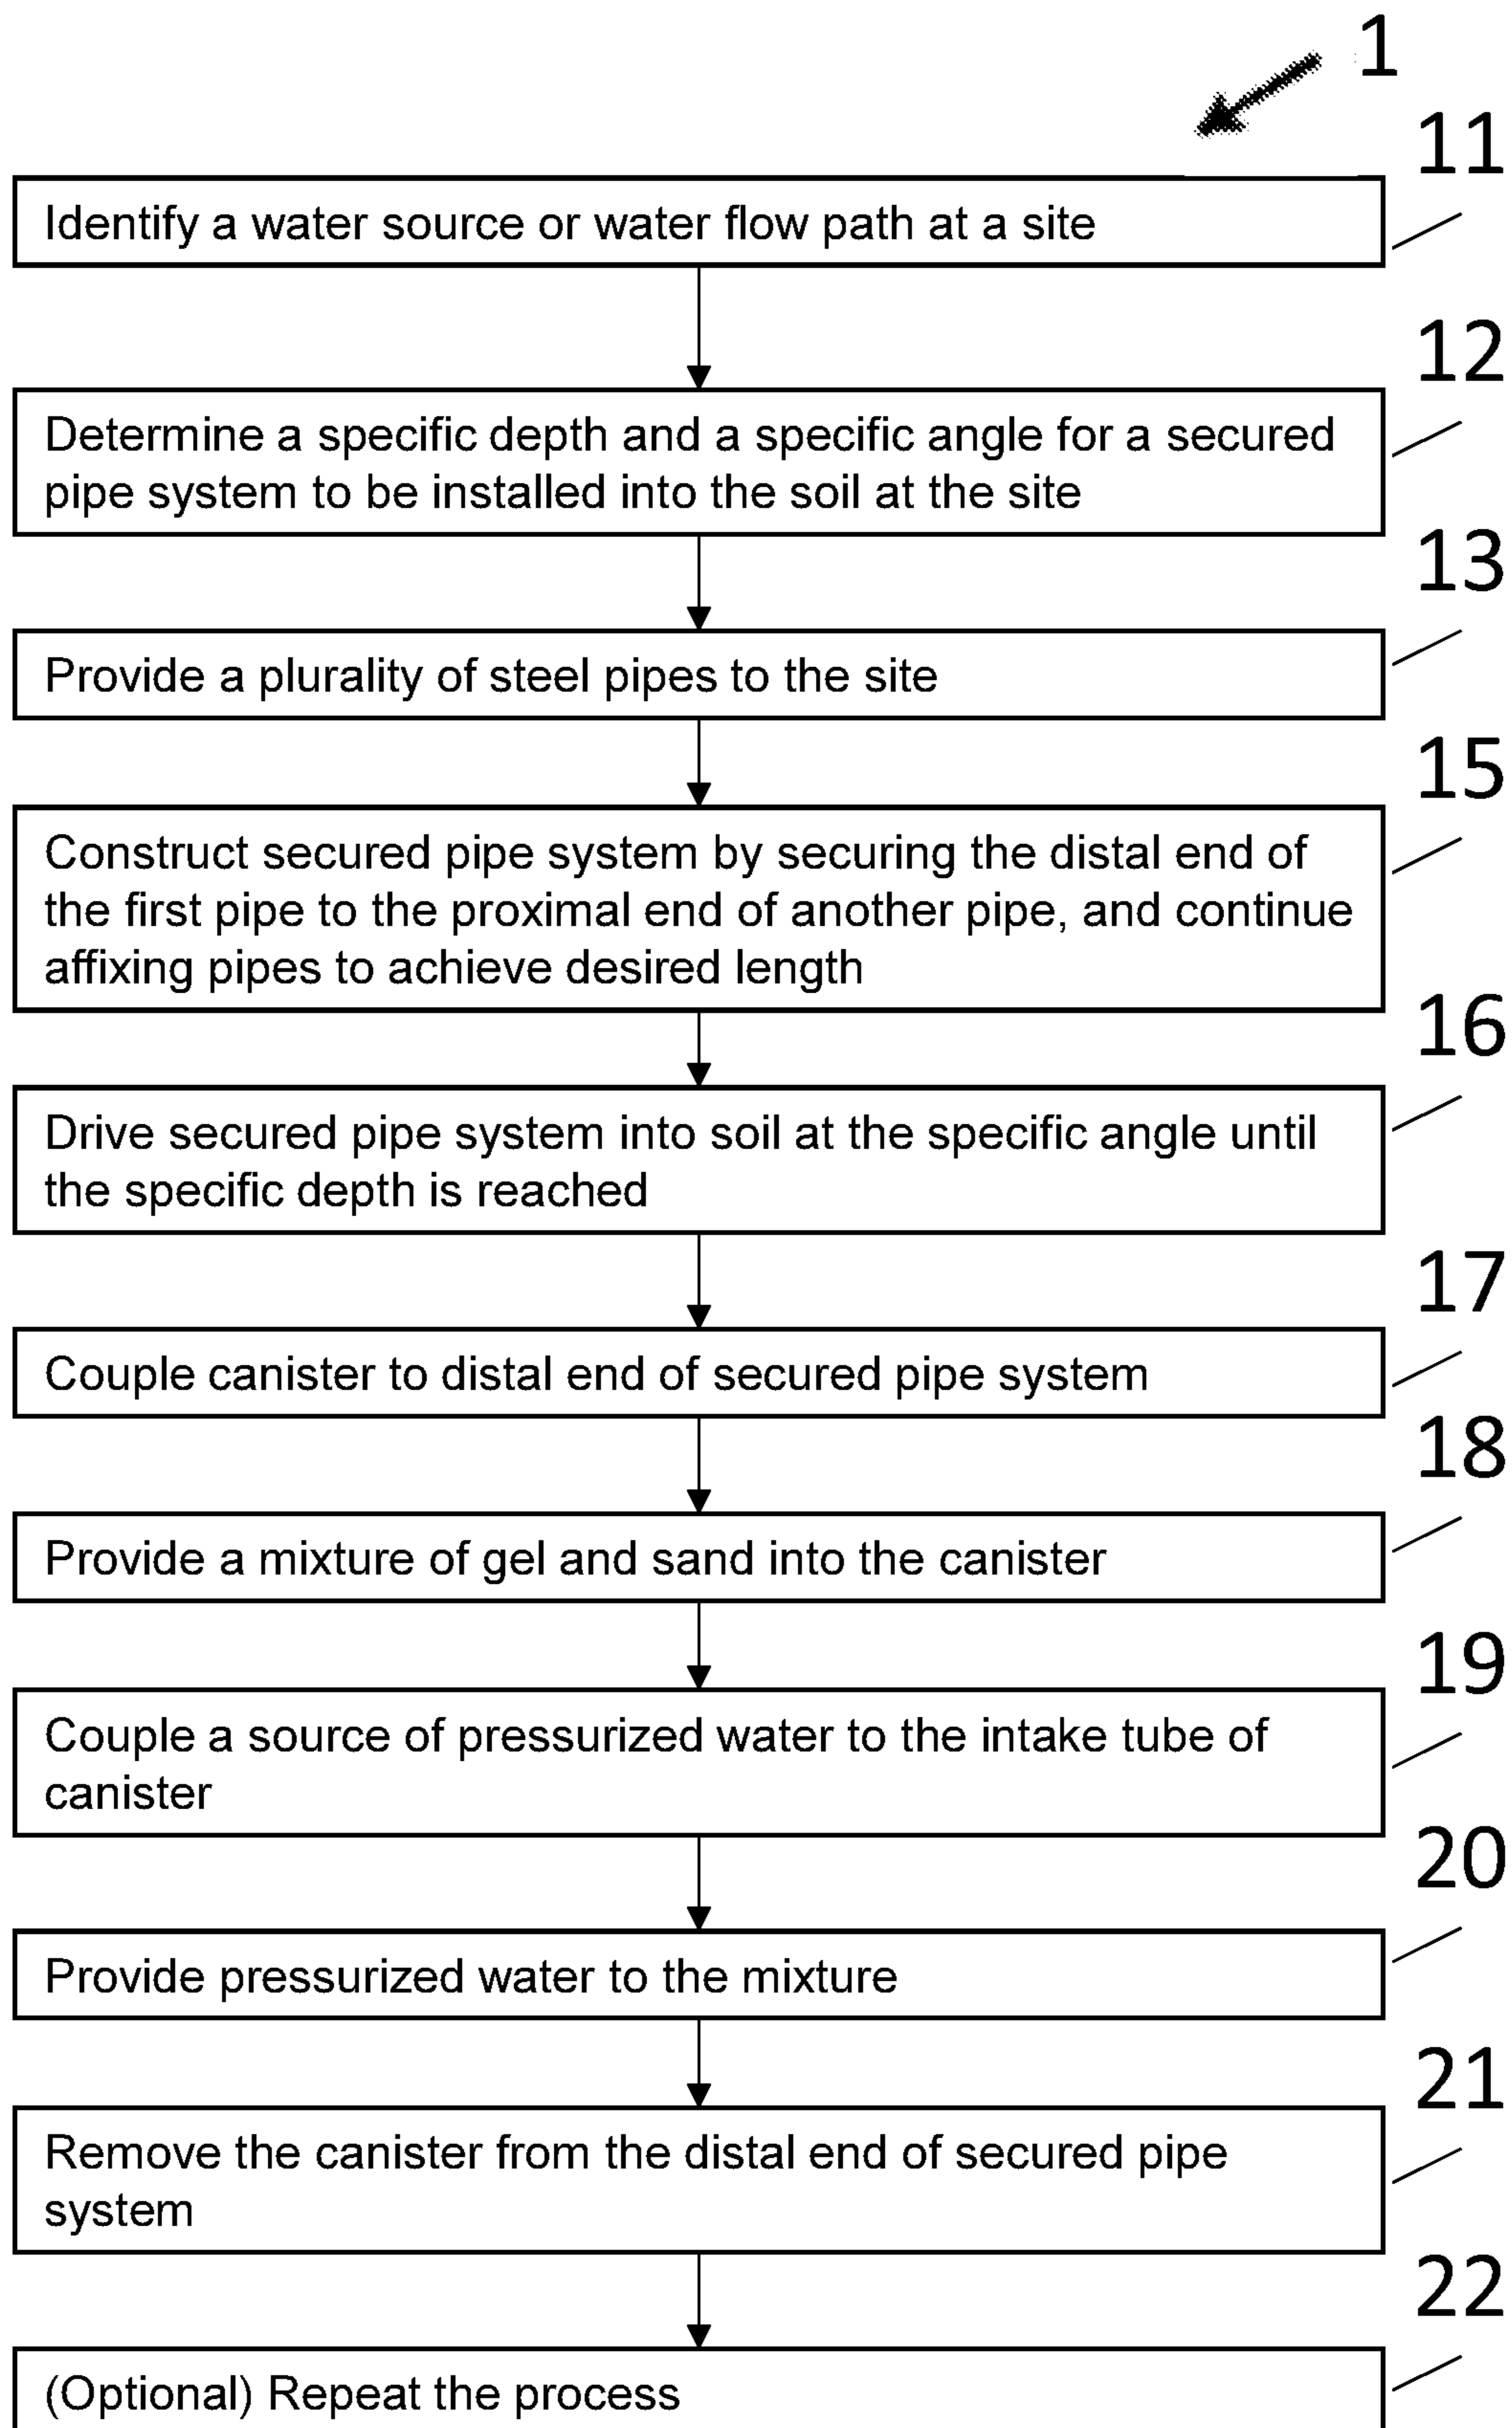 1
11
Identify a water source or water flow path at a site
12
Determine a specific depth and a specific angle for a secured
pipe system to be installed into the soil at the site
13
Provide a plurality of steel pipes to the site
15
Construct secured pipe system by securing the distal end of
the first pipe to the proximal end of another pipe, and continue
affixing pipes to achieve desired length
16
Drive secured pipe system into soil at the specific angle until
the specific depth is reached
17
Couple canister to distal end of secured pipe system
18
Provide a mixture of gel and sand into the canister
19
Couple a source of pressurized water to the intake tube of
canister
20
Provide pressurized water to the mixture
21
Remove the canister from the distal end of secured pipe
system
22
(Optional) Repeat the process